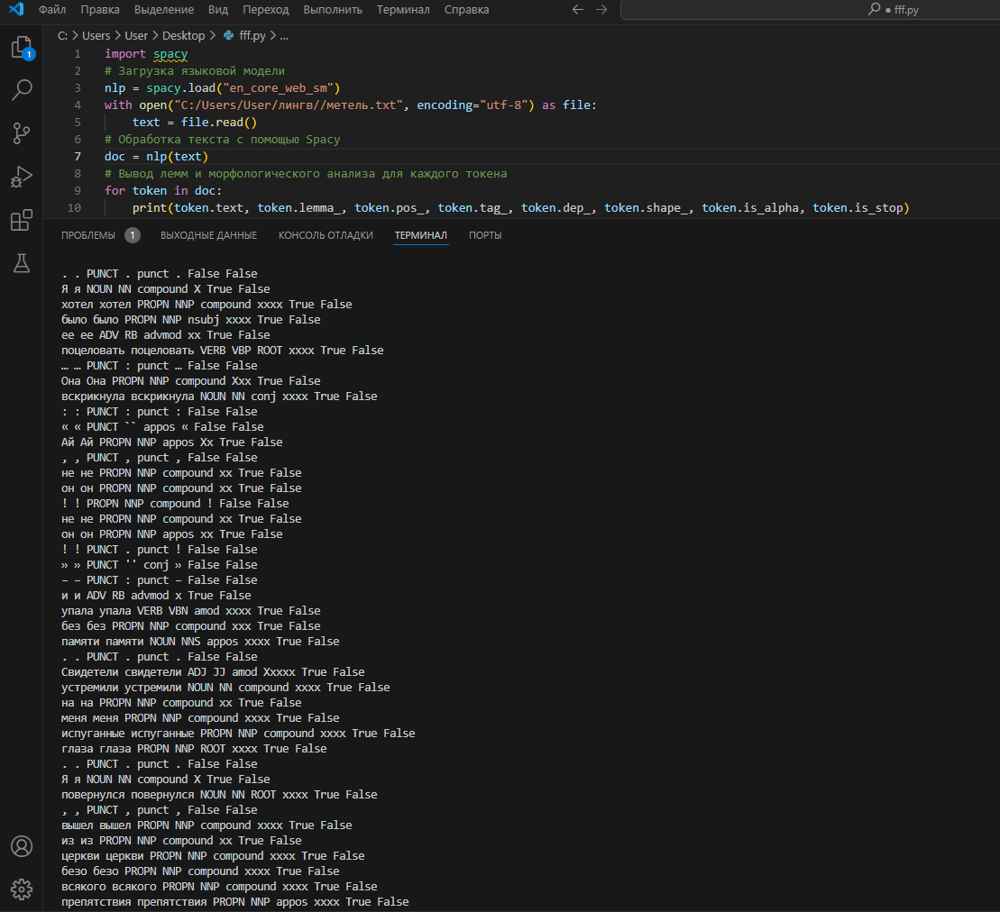 Файл Правка Выделение Вид Переход Выполнить Терминал Справка fff.py
C: > Users > User > Desktop > fff.py > ...
1 import spacy
2 # Загрузка языковой модели
3 nlp = spacy.load("en_core_web_sm")
4 with open("C:/Users/User/лингв//метель.txt", encoding="utf-8") as file:
5 text = file.read()
6 # Обработка текста с помощью Spacy
7 doc = nlp(text)
8 # Вывод лемм и морфологического анализа для каждого токена
9 for token in doc:
10 print(token.text, token.lemma_, token.pos_, token.tag_, token.dep_, token.shape_, token.is_alpha, token.is_stop)
ПРОБЛЕМЫ 1 ВЫХОДНЫЕ ДАННЫЕ КОНСОЛЬ ОТЛАДКИ ТЕРМИНАЛ ПОРТЫ
. . PUNCT . punct . False False
Я я NOUN NN compound X True False
хотел хотел PROPN NNP compound xxxx True False
было было PROPN NNP nsubj xxxx True False
ее ее ADV RB advmod xx True False
поцеловать поцеловать VERB VBP ROOT xxxx True False
… … PUNCT : punct … False False
Она Она PROPN NNP compound Xxx True False
вскрикнула вскрикнула NOUN NN conj xxxx True False
: : PUNCT : punct : False False
« « PUNCT `` appos « False False
Ай Ай PROPN NNP appos Xx True False
, , PUNCT , punct , False False
не не PROPN NNP compound xx True False
он он PROPN NNP compound xx True False
! ! PROPN NNP compound ! False False
не не PROPN NNP compound xx True False
он он PROPN NNP appos xx True False
! ! PUNCT . punct ! False False
» » PUNCT '' conj » False False
– – PUNCT : punct – False False
и и ADV RB advmod x True False
упала упала VERB VBN amod xxxx True False
без без PROPN NNP compound xxx True False
памяти памяти NOUN NNS appos xxxx True False
. . PUNCT . punct . False False
Свидетели свидетели ADJ JJ amod Xxxxx True False
устремили устремили NOUN NN compound xxxx True False
на на PROPN NNP compound xx True False
меня меня PROPN NNP compound xxxx True False
испуганные испуганные PROPN NNP compound xxxx True False
глаза глаза PROPN NNP ROOT xxxx True False
. . PUNCT . punct . False False
Я я NOUN NN compound X True False
повернулся повернулся NOUN NN ROOT xxxx True False
, , PUNCT , punct , False False
вышел вышел PROPN NNP compound xxxx True False
из из PROPN NNP compound xx True False
церкви церкви PROPN NNP compound xxxx True False
безо безо PROPN NNP compound xxxx True False
всякого всякого PROPN NNP compound xxxx True False
препятствия препятствия PROPN NNP appos xxxx True False